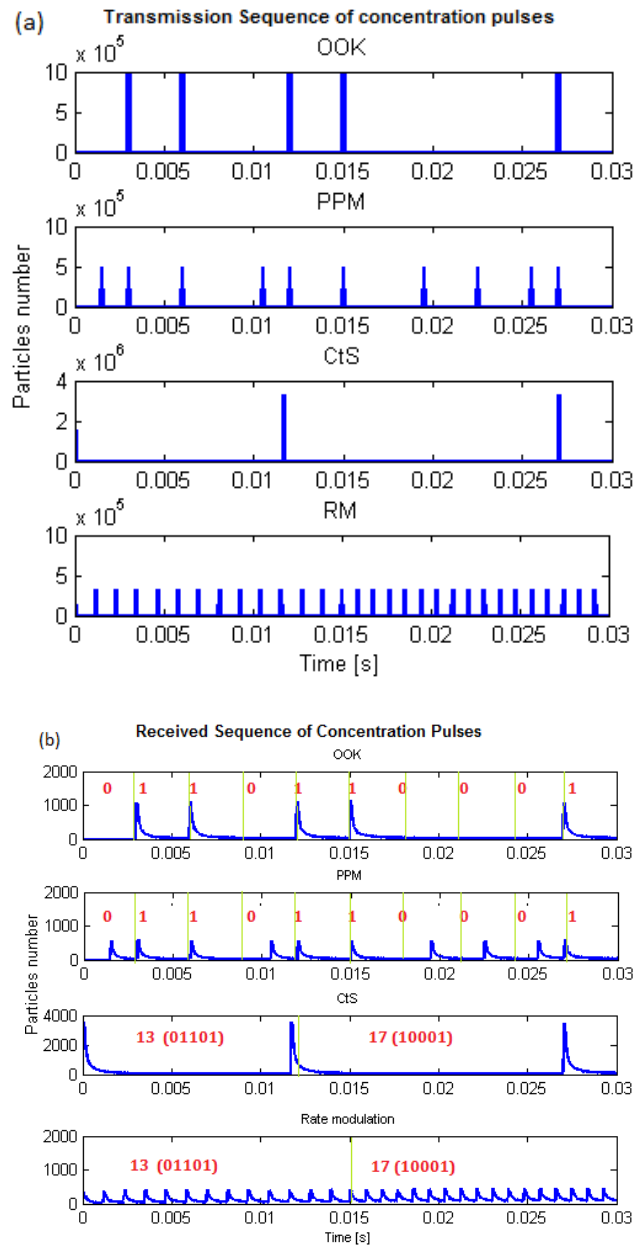 (a) Transmission Sequence of concentration pulses
OOK
x 10^5
10
5
0
0 0.005 0.01 0.015 0.02 0.025 0.03
PPM
x 10^5
10
5
0
0 0.005 0.01 0.015 0.02 0.025 0.03
CtS
x 10^6
4
2
0
0 0.005 0.01 0.015 0.02 0.025 0.03
RM
x 10^5
10
5
0
0 0.005 0.01 0.015 0.02 0.025 0.03
Particles number
Time [s]
(b) Received Sequence of Concentration Pulses
OOK
2000
1000
0
0 1 1 0 1 1 0 0 0 1
0 0.005 0.01 0.015 0.02 0.025 0.03
PPM
2000
1000
0
0 1 1 0 1 1 0 0 0 1
0 0.005 0.01 0.015 0.02 0.025 0.03
CtS
4000
2000
0
13 (01101) 17 (10001)
0 0.005 0.01 0.015 0.02 0.025 0.03
Rate modulation
2000
1000
0
13 (01101) 17 (10001)
0 0.005 0.01 0.015 0.02 0.025 0.03
Particles number
Time [s]